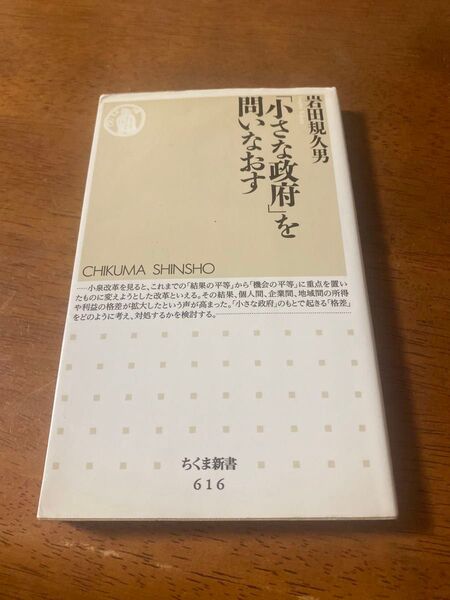 岩田規久男
「小さな政府」を
問いなおす
CHIKUMA SHINSHO
……小泉改革を見ると、これまでの「結果の平等」から「機会の平等」に重点を置い
たものに変えようとした改革といえる。その結果、個人間、企業間、地域間の所得
や利益の格差が拡大したという声が高まった。「小さな政府」のもとで起きる「格差」
をどのように考え、対処するかを検討する。……
ちくま新書
616